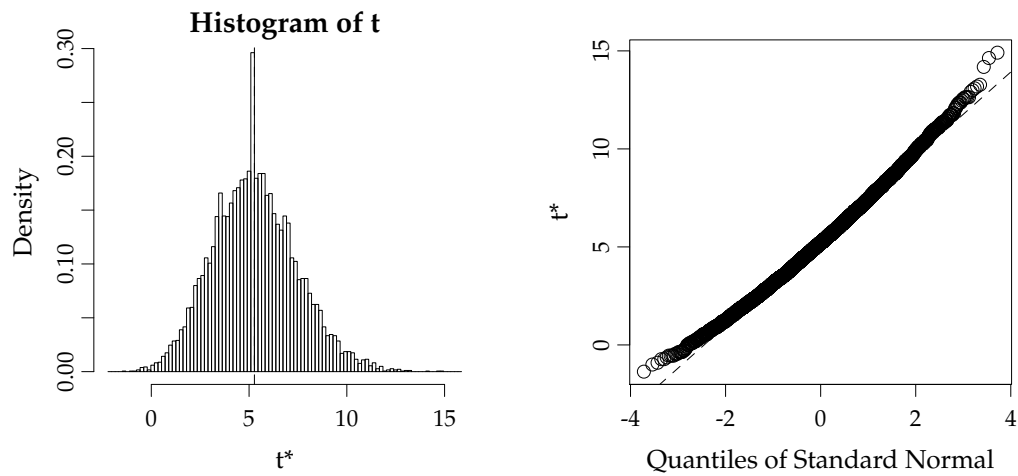 Histogram of t
Density
0.00 0.10 0.20 0.30
0 5 10 15
t*
t*
0 5 10 15
-4 -2 0 2 4
Quantiles of Standard Normal